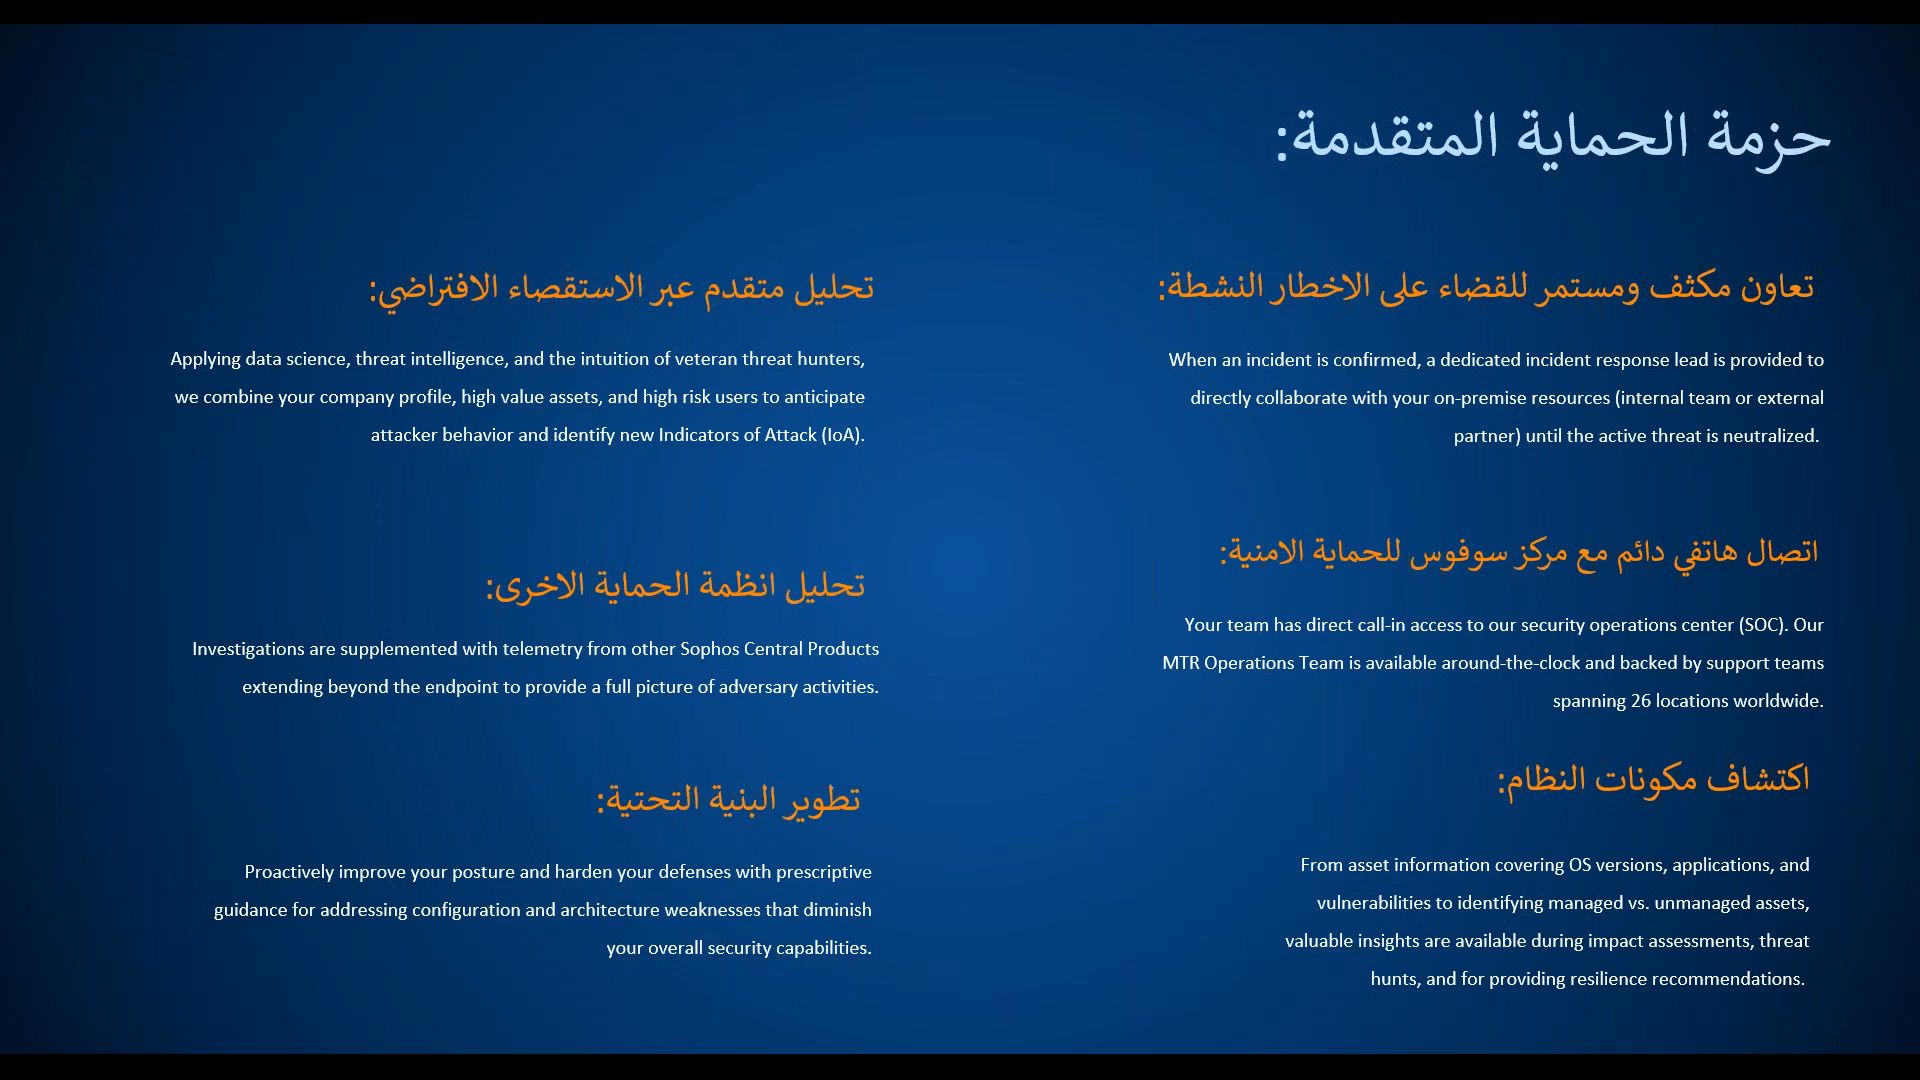 حزمة الحماية المتقدمة:
تعاون مكثف ومستمر للقضاء على الاخطار النشطة:
When an incident is confirmed, a dedicated incident response lead is provided to
directly collaborate with your on-premise resources (internal team or external
partner) until the active threat is neutralized.
اتصال هاتفي دائم مع مركز سوفوس للحماية الامنية:
Your team has direct call-in access to our security operations center (SOC). Our
MTR Operations Team is available around-the-clock and backed by support teams
spanning 26 locations worldwide.
اكتشاف مكونات النظام:
From asset information covering OS versions, applications, and
vulnerabilities to identifying managed vs. unmanaged assets,
valuable insights are available during impact assessments, threat
hunts, and for providing resilience recommendations.
تحليل متقدم عبر الاستقصاء الافتراضي:
Applying data science, threat intelligence, and the intuition of veteran threat hunters,
we combine your company profile, high value assets, and high risk users to anticipate
attacker behavior and identify new Indicators of Attack (IoA).
تحليل انظمة الحماية الاخرى:
Investigations are supplemented with telemetry from other Sophos Central Products
extending beyond the endpoint to provide a full picture of adversary activities.
تطوير البنية التحتية:
Proactively improve your posture and harden your defenses with prescriptive
guidance for addressing configuration and architecture weaknesses that diminish
your overall security capabilities.